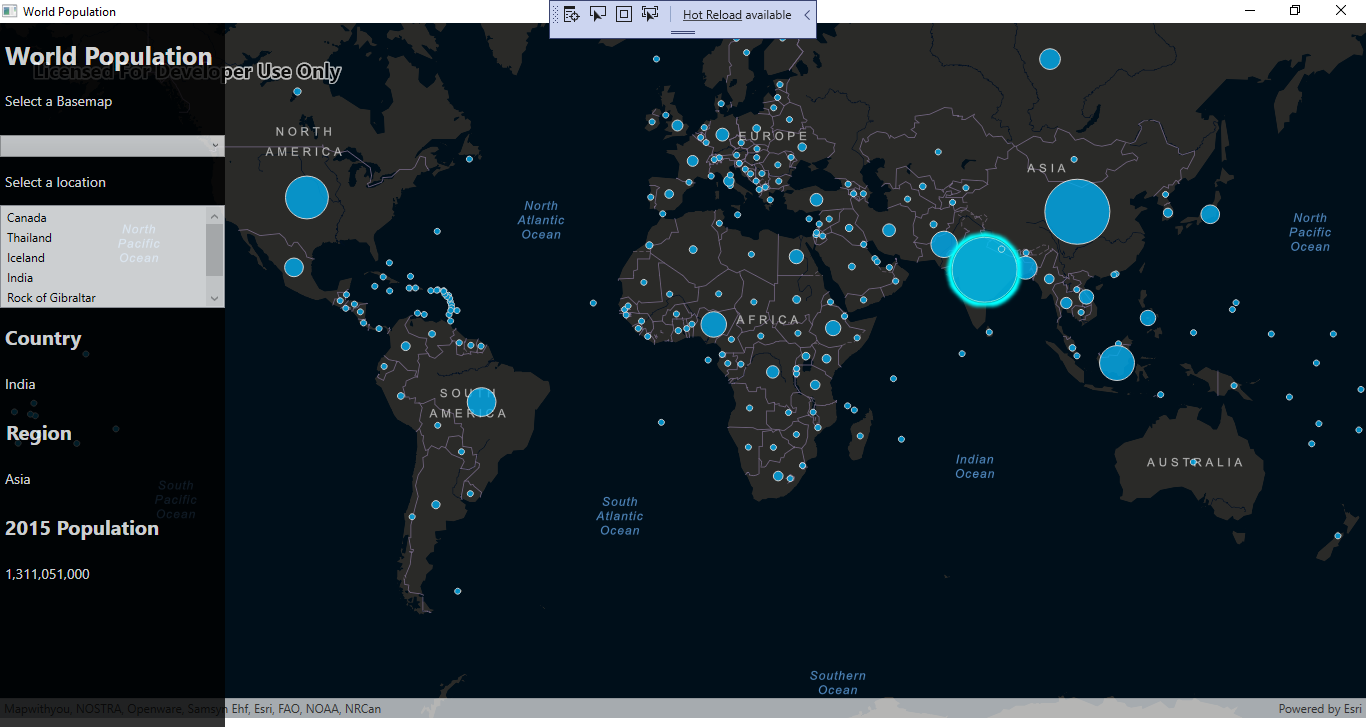 World Population
Hot Reload available
World Population
Licensed For Developer Use Only
Select a Basemap
Select a location
Canada
Thailand
Iceland
India
Rock of Gibraltar
Country
India
Region
Asia
2015 Population
1,311,051,000
NORTH
AMERICA
EUROPE
ASIA
North
Pacific
Ocean
North
Atlantic
Ocean
North
Pacific
Ocean
AFRICA
SOUTH
AMERICA
Indian
Ocean
AUSTRALIA
South
Pacific
Ocean
South
Atlantic
Ocean
Southern
Ocean
Mapwithyou, NOSTRA, Openware, Samsyn Ehf, Esri, FAO, NOAA, NRCan
Powered by Esri